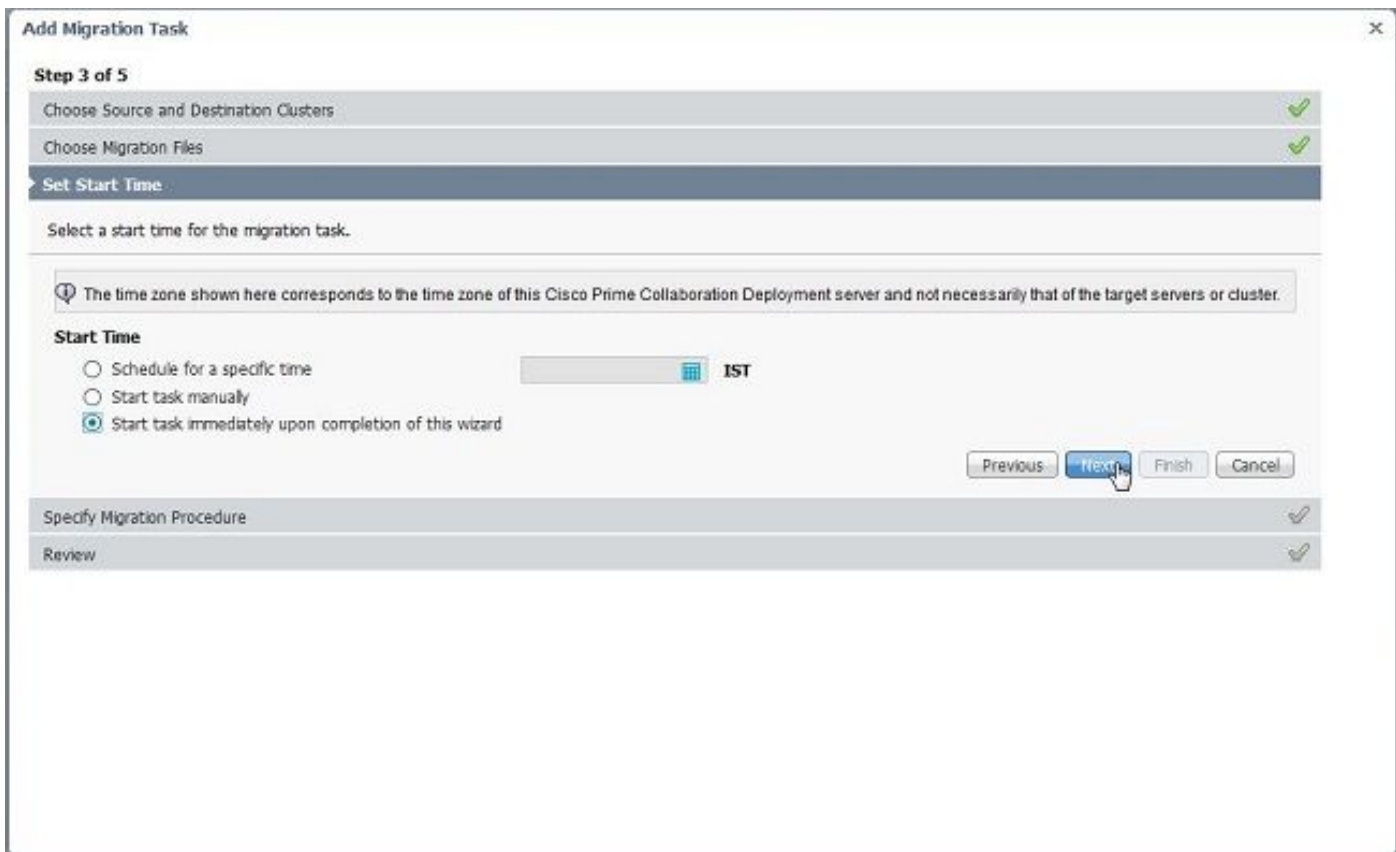 Add Migration Task
Step 3 of 5
Choose Source and Destination Clusters
Choose Migration Files
Set Start Time
Select a start time for the migration task.
The time zone shown here corresponds to the time zone of this Cisco Prime Collaboration Deployment server and not necessarily that of the target servers or cluster.
Start Time
Schedule for a specific time IST
Start task manually
Start task immediately upon completion of this wizard
Previous Next Finish Cancel
Specify Migration Procedure
Review